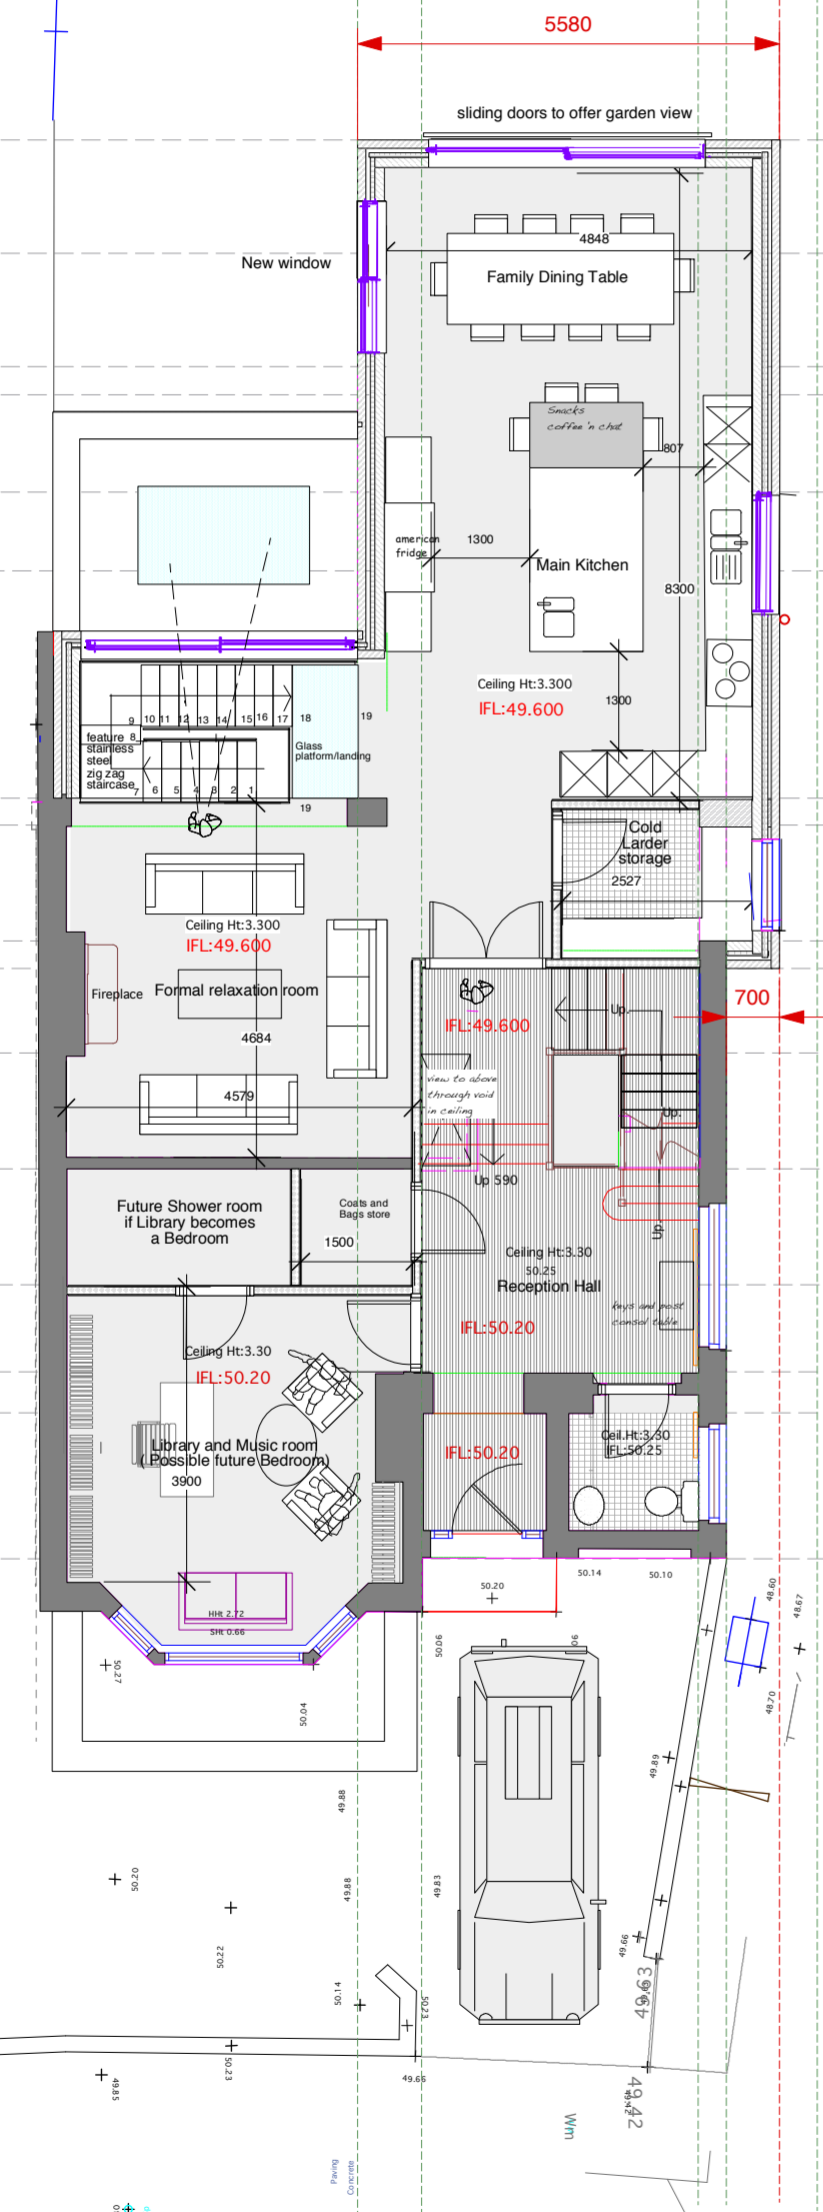 5580
sliding doors to offer garden view
4848
New window
Family Dining Table
Snacks
coffee 'n chat
807
american
fridge
1300
Main Kitchen
8300
Ceiling Ht:3.300
IFL:49.600
1300
9 10 11 12 13 14 15 16 17 18 19
feature
stainless
steel
zig zag
staircase
8
7 6 5 4 3 2 1
Glass
platform/landing
19
Cold
Larder
storage
2527
Ceiling Ht:3.300
IFL:49.600
Fireplace
Formal relaxation room
4684
4579
700
IFL:49.600
Up.
view to above
through void
in ceiling
Up.
Up 590
Up.
Future Shower room
if Library becomes
a Bedroom
Coats and
Bags store
1500
Ceiling Ht:3.30
50.25
Reception Hall
keys and post
consol table
IFL:50.20
Ceiling Ht:3.30
IFL:50.20
Library and Music room
( Possible future Bedroom)
3900
IFL:50.20
Ceil.Ht:3.30
IFL:50.25
HHt 2.72
SHt 0.66
50.20
50.14
50.10
48.60
48.67
48.70
50.27
50.04
50.06
49.89
49.88
49.88
49.83
50.20
50.22
50.14
50.23
49.66
49.93
50.23
49.85
49.66
49.42
Wm
Paving
Concrete